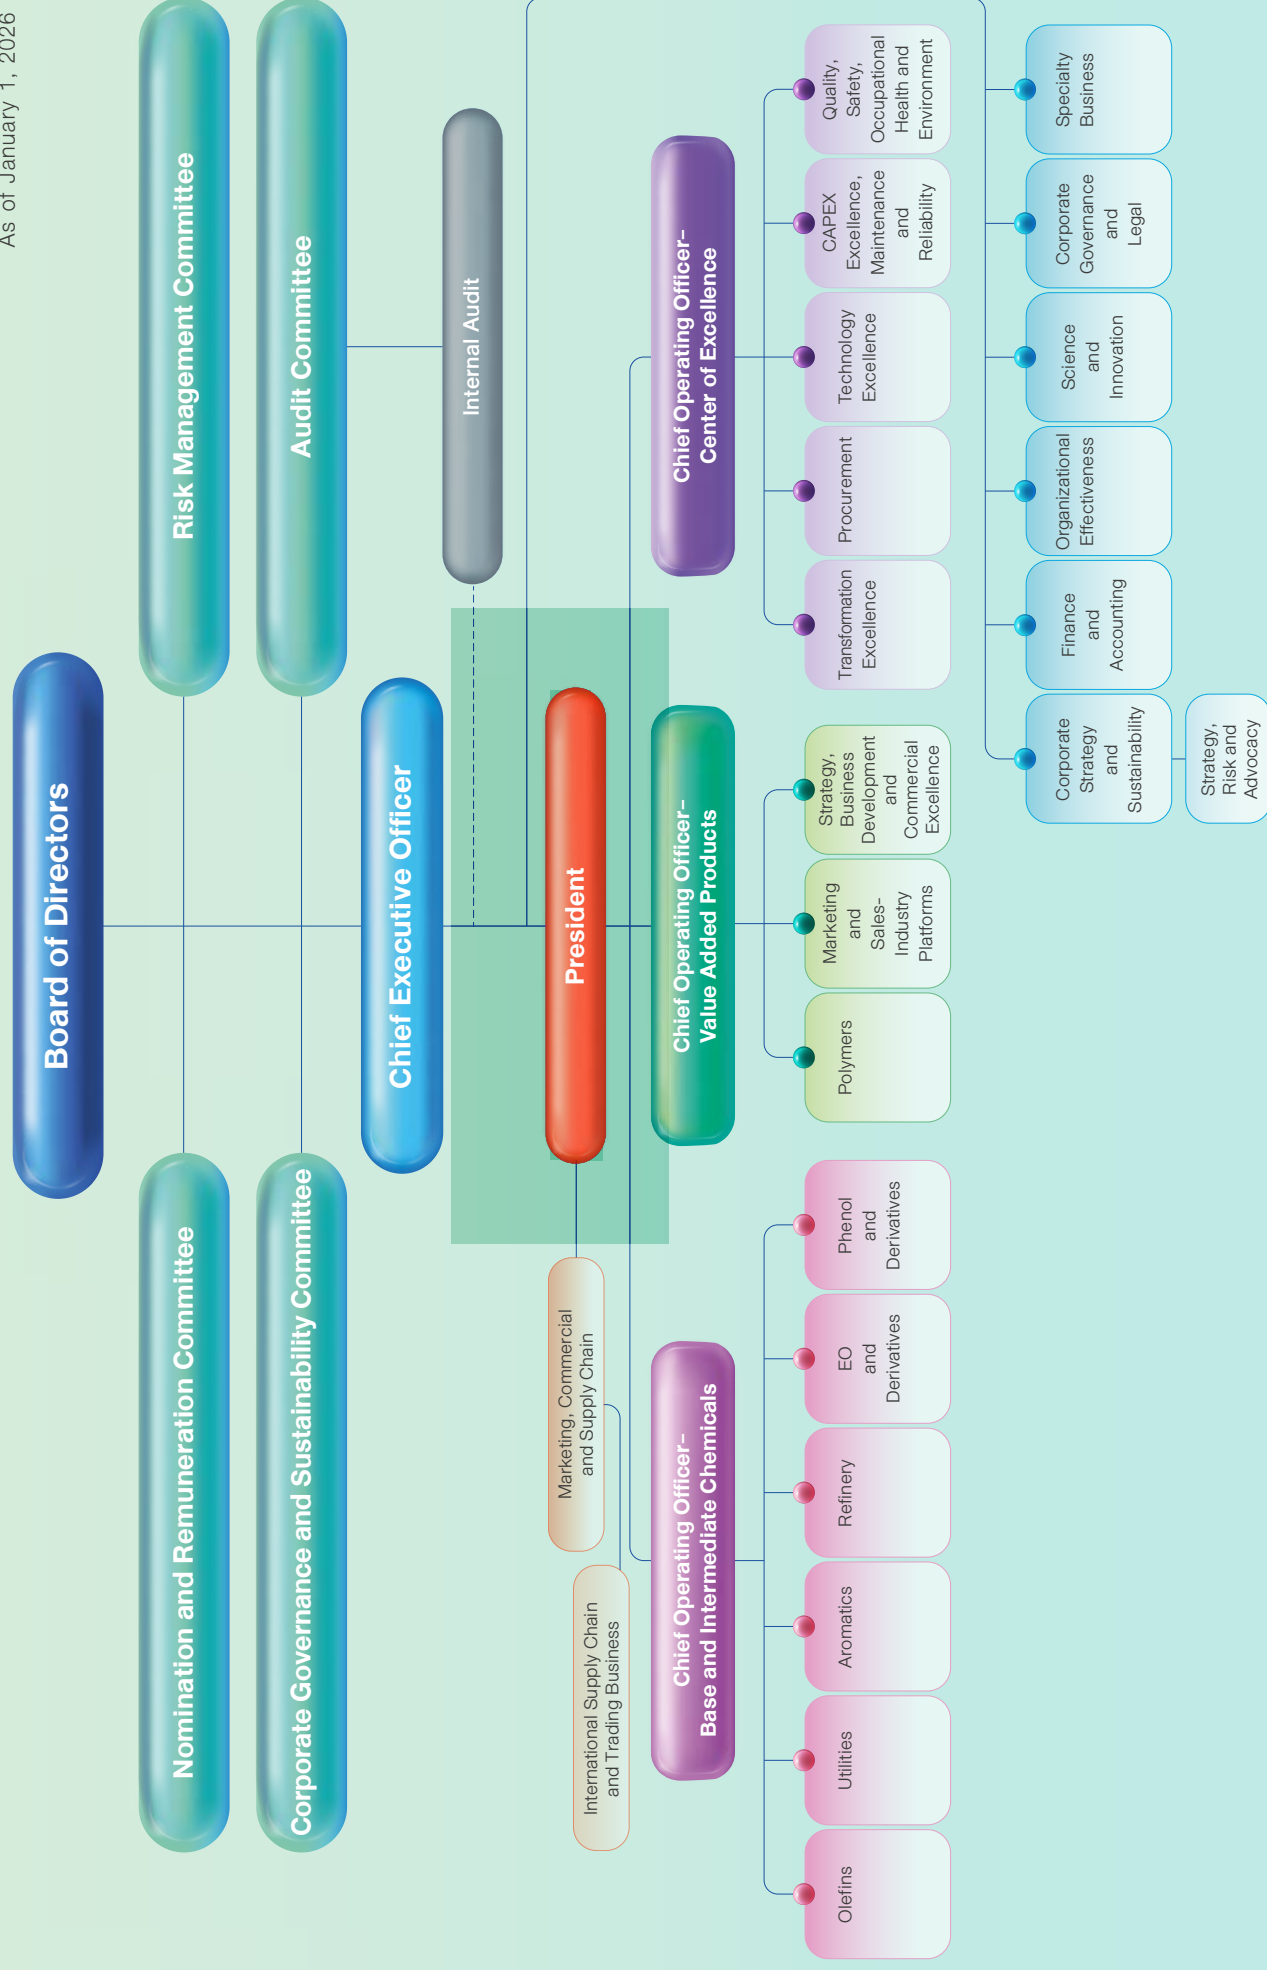 As of January 1, 2026
Board of Directors
Nomination and Remuneration Committee
Risk Management Committee
Corporate Governance and Sustainability Committee
Audit Committee
Chief Executive Officer
Internal Audit
President
Marketing, Commercial
and Supply Chain
International Supply Chain
and Trading Business
Chief Operating Officer–
Base and Intermediate Chemicals
Chief Operating Officer–
Value Added Products
Chief Operating Officer–
Center of Excellence
Olefins
Utilities
Aromatics
Refinery
EO
and
Derivatives
Phenol
and
Derivatives
Polymers
Marketing
and
Sales-
Industry
Platforms
Strategy,
Business
Development
and
Commercial
Excellence
Transformation
Excellence
Procurement
Technology
Excellence
CAPEX
Excellence,
Maintenance
and
Reliability
Quality,
Safety,
Occupational
Health and
Environment
Corporate
Strategy
and
Sustainability
Finance
and
Accounting
Organizational
Effectiveness
Science
and
Innovation
Corporate
Governance
and
Legal
Specialty
Business
Strategy,
Risk and
Advocacy